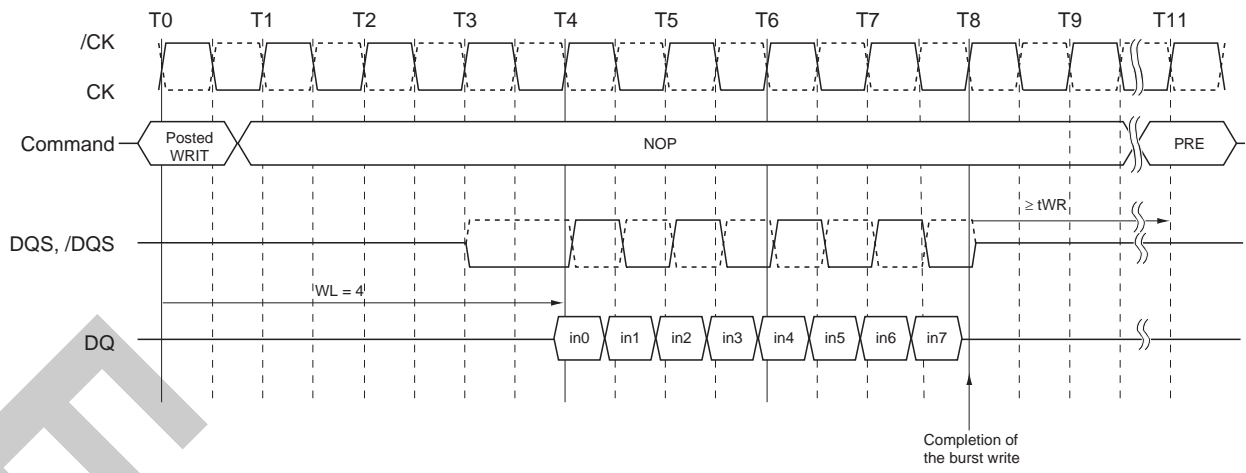 T0 T1 T2 T3 T4 T5 T6 T7 T8 T9 T11
/CK
CK
Command
Posted
WRIT
NOP
PRE
≥ tWR
DQS, /DQS
WL = 4
DQ
in0 in1 in2 in3 in4 in5 in6 in7
Completion of
the burst write